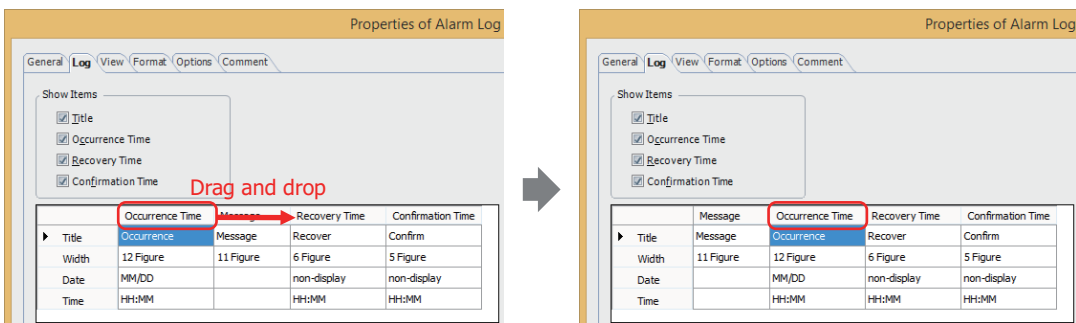 Properties of Alarm Log
General Log View Format Options Comment
Show Items
Title
Occurrence Time
Recovery Time
Confirmation Time
Drag and drop
Occurrence Time Message Recovery Time Confirmation Time
Title Occurrence Message Recover Confirm
Width 12 Figure 11 Figure 6 Figure 5 Figure
Date MM/DD non-display non-display
Time HH:MM HH:MM HH:MM
Properties of Alarm Log
General Log View Format Options Comment
Show Items
Title
Occurrence Time
Recovery Time
Confirmation Time
Message Occurrence Time Recovery Time Confirmation Time
Title Message Occurrence Recover Confirm
Width 11 Figure 12 Figure 6 Figure 5 Figure
Date MM/DD non-display non-display
Time HH:MM HH:MM HH:MM